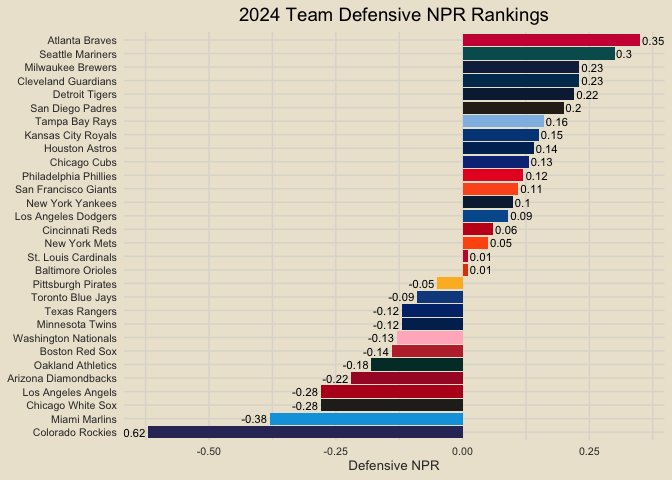 2024 Team Defensive NPR Rankings
Atlanta Braves 0.35
Seattle Mariners 0.3
Milwaukee Brewers 0.23
Cleveland Guardians 0.23
Detroit Tigers 0.22
San Diego Padres 0.2
Tampa Bay Rays 0.16
Kansas City Royals 0.15
Houston Astros 0.14
Chicago Cubs 0.13
Philadelphia Phillies 0.12
San Francisco Giants 0.11
New York Yankees 0.1
Los Angeles Dodgers 0.09
Cincinnati Reds 0.06
New York Mets 0.05
St. Louis Cardinals 0.01
Baltimore Orioles 0.01
Pittsburgh Pirates -0.05
Toronto Blue Jays -0.09
Texas Rangers -0.12
Minnesota Twins -0.12
Washington Nationals -0.13
Boston Red Sox -0.14
Oakland Athletics -0.18
Arizona Diamondbacks -0.22
Los Angeles Angels -0.28
Chicago White Sox -0.28
Miami Marlins -0.38
Colorado Rockies 0.62
-0.50 -0.25 0.00 0.25
Defensive NPR